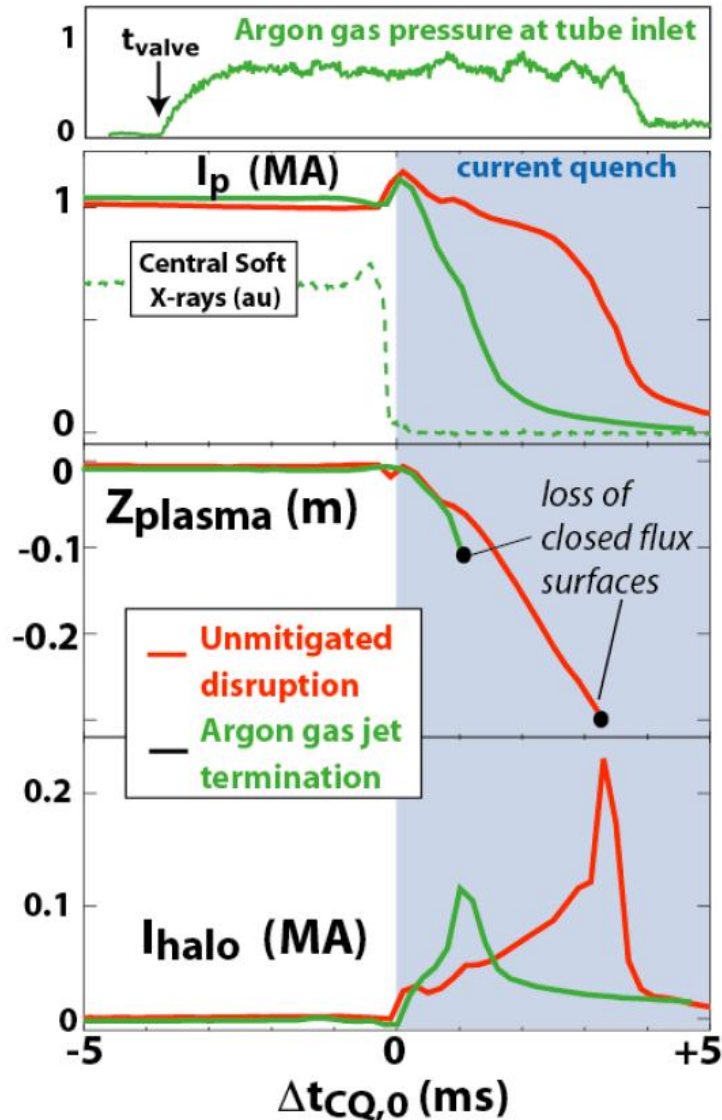 Argon gas pressure at tube inlet
1
t_valve
0
I_p (MA)
current quench
1
Central Soft
X-rays (au)
0
0
Z_plasma (m)
loss of
closed flux
surfaces
-0.1
-0.2
Unmitigated
disruption
Argon gas jet
termination
0.2
0.1
I_halo (MA)
0
-5
0
+5
Δt_CQ,0 (ms)